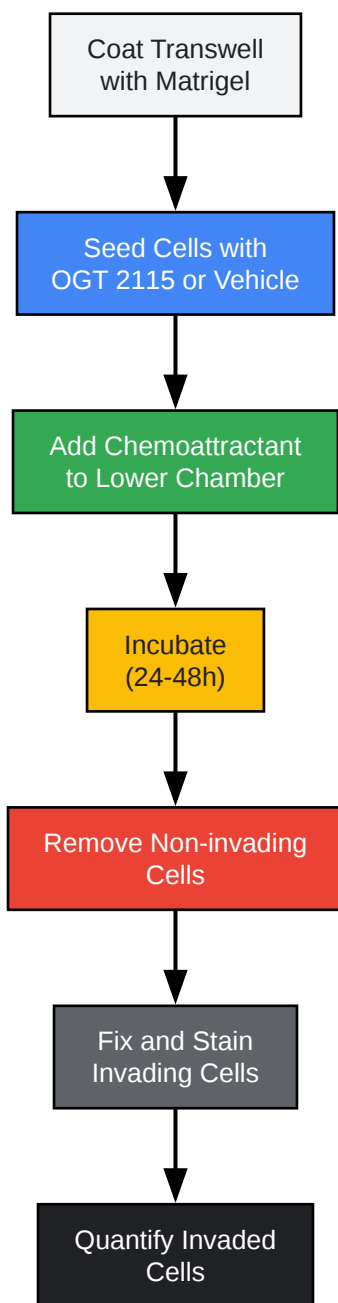 Coat Transwell
with Matrigel
Seed Cells with
OGT 2115 or Vehicle
Add Chemoattractant
to Lower Chamber
Incubate
(24-48h)
Remove Non-invading
Cells
Fix and Stain
Invading Cells
Quantify Invaded
Cells